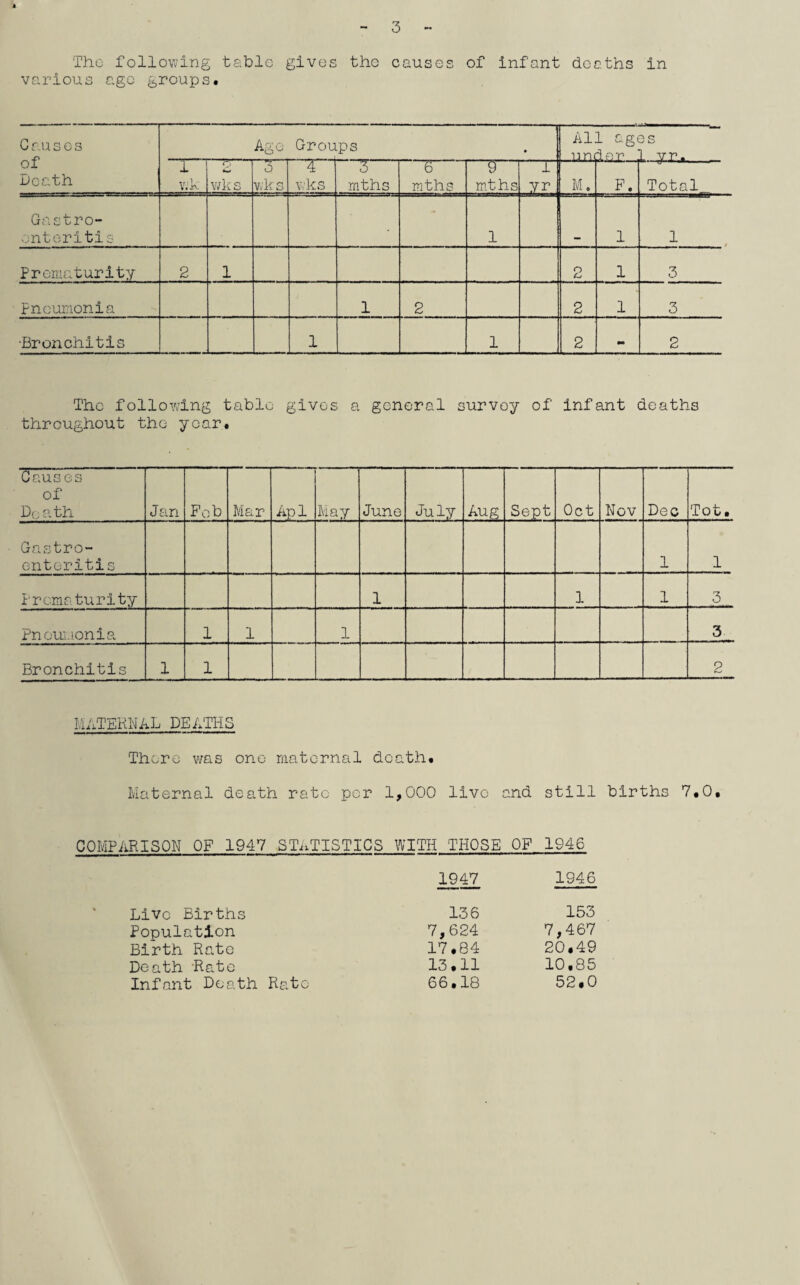 - 3 -
The following table gives the causes of infant deaths in
various age groups.
Causes of Death | Age Groups . | All ages under 1 yr.
1 wk | 2 wks | 3 wks | 4 wks | 3 mths | 6 mths | 9 mths | 1 yr | M. | F. | Total
Gastro-enteritis | | | | | | | 1 | | - | 1 | 1
Prematurity | 2 | 1 | | | | | | | 2 | 1 | 3
Pneumonia | | | | | 1 | 2 | | | 2 | 1 | 3
Bronchitis | | | | 1 | | | 1 | | 2 | - | 2
The following table gives a general survey of infant deaths
throughout the year.
Causes of Death | Jan | Feb | Mar | Apl | May | June | July | Aug | Sept | Oct | Nov | Dec | Tot.
Gastro-enteritis | | | | | | | | | | | | 1 | 1
Prematurity | | | | | | 1 | | | | 1 | | 1 | 3
Pneumonia | | 1 | 1 | | 1 | | | | | | | | 3
Bronchitis | 1 | 1 | | | | | | | | | | | 2
MATERNAL DEATHS
There was one maternal death.
Maternal death rate per 1,000 live and still births 7.0.
COMPARISON OF 1947 STATISTICS WITH THOSE OF 1946
1947 1946
Live Births 136 153
Population 7,624 7,467
Birth Rate 17.84 20.49
Death Rate 13.11 10.85
Infant Death Rate 66.18 52.0